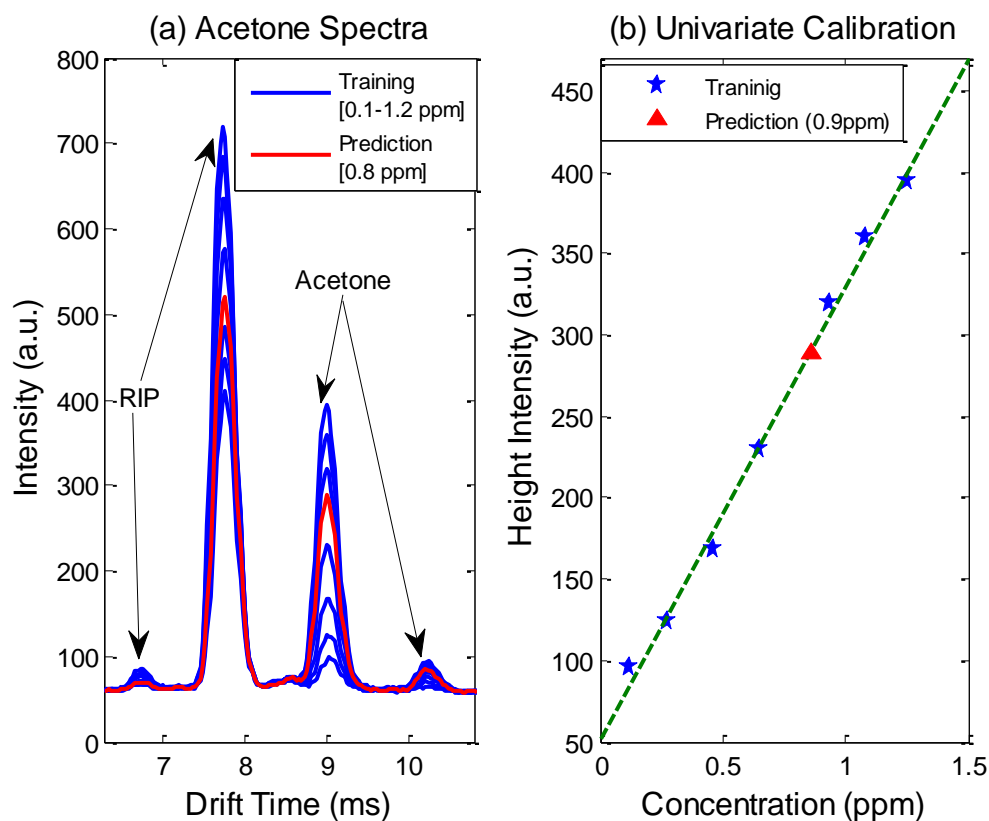 (a) Acetone Spectra
800
700
600
500
400
300
200
100
0
Intensity (a.u.)
Training
[0.1-1.2 ppm]
Prediction
[0.8 ppm]
RIP
Acetone
7 8 9 10
Drift Time (ms)
(b) Univariate Calibration
450
400
350
300
250
200
150
100
50
Height Intensity (a.u.)
Traninig
Prediction (0.9ppm)
0 0.5 1 1.5
Concentration (ppm)